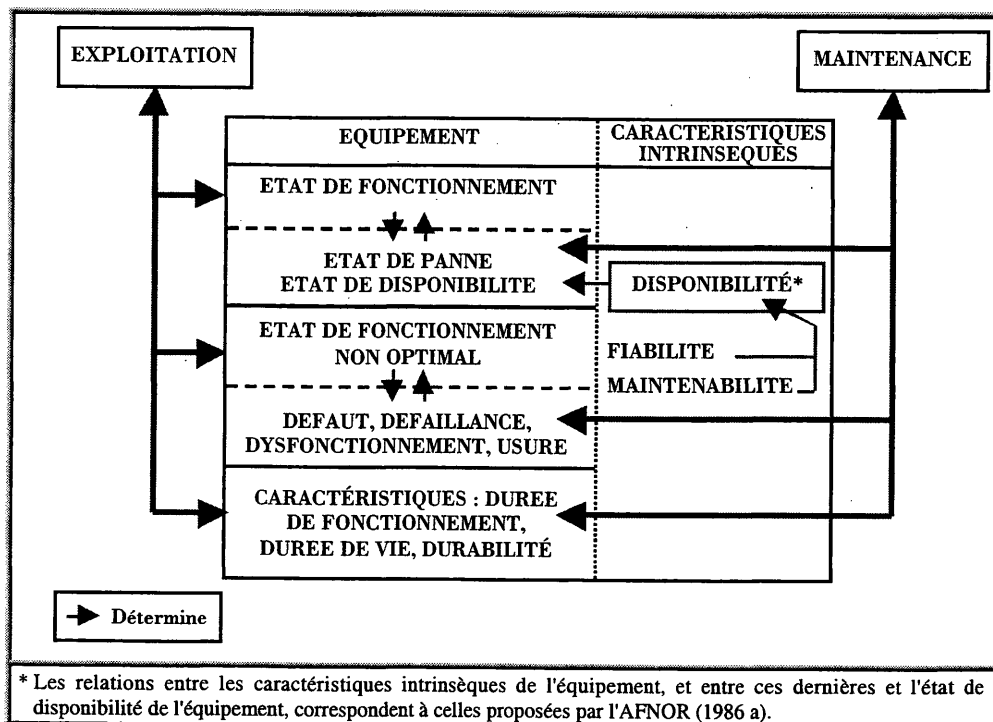 EXPLOITATION
MAINTENANCE
EQUIPEMENT
CARACTERISTIQUES
INTRINSEQUES
ETAT DE FONCTIONNEMENT
ETAT DE PANNE
ETAT DE DISPONIBILITE
DISPONIBILITÉ*
ETAT DE FONCTIONNEMENT
NON OPTIMAL
FIABILITE
MAINTENABILITE
DEFAUT, DEFAILLANCE,
DYSFONCTIONNEMENT, USURE
CARACTÉRISTIQUES : DUREE
DE FONCTIONNEMENT,
DUREE DE VIE, DURABILITÉ
Détermine
* Les relations entre les caractéristiques intrinsèques de l'équipement, et entre ces dernières et l'état de
disponibilité de l'équipement, correspondent à celles proposées par l'AFNOR (1986 a).